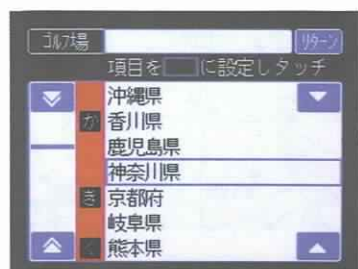 ゴルフ場 リターン
項目を に設定しタッチ
沖縄県
か 香川県
鹿児島県
神奈川県
き 京都府
岐阜県
く 熊本県